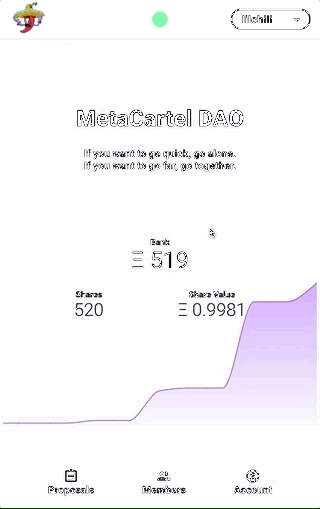 MetaCartel DAO
If you want to go quick, go alone.
If you want to go far, go together.
Bank
Ξ 519
Shares
520
Share Value
Ξ 0.9981
Proposals
Members
Account